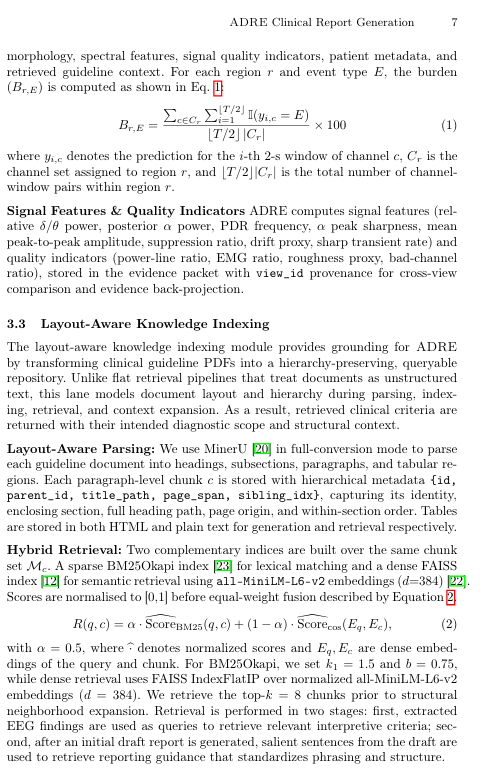 ADRE Clinical Report Generation 7
morphology, spectral features, signal quality indicators, patient metadata, and
retrieved guideline context. For each region r and event type E, the burden
(B_{r,E}) is computed as shown in Eq. 1:
B_{r,E} = \frac{\sum_{c∈C_r} \sum_{i=1}^{⌊T/2⌋} 𝕀(y_{i,c} = E)}{⌊T/2⌋ |C_r|} × 100 (1)
where y_{i,c} denotes the prediction for the i-th 2-s window of channel c, C_r is the
channel set assigned to region r, and ⌊T/2⌋|C_r| is the total number of channel-
window pairs within region r.
Signal Features & Quality Indicators ADRE computes signal features (rel-
ative δ/θ power, posterior α power, PDR frequency, α peak sharpness, mean
peak-to-peak amplitude, suppression ratio, drift proxy, sharp transient rate) and
quality indicators (power-line ratio, EMG ratio, roughness proxy, bad-channel
ratio), stored in the evidence packet with view_id provenance for cross-view
comparison and evidence back-projection.
3.3 Layout-Aware Knowledge Indexing
The layout-aware knowledge indexing module provides grounding for ADRE
by transforming clinical guideline PDFs into a hierarchy-preserving, queryable
repository. Unlike flat retrieval pipelines that treat documents as unstructured
text, this lane models document layout and hierarchy during parsing, index-
ing, retrieval, and context expansion. As a result, retrieved clinical criteria are
returned with their intended diagnostic scope and structural context.
Layout-Aware Parsing: We use MinerU [20] in full-conversion mode to parse
each guideline document into headings, subsections, paragraphs, and tabular re-
gions. Each paragraph-level chunk c is stored with hierarchical metadata {id,
parent_id, title_path, page_span, sibling_idx}, capturing its identity,
enclosing section, full heading path, page origin, and within-section order. Tables
are stored in both HTML and plain text for generation and retrieval respectively.
Hybrid Retrieval: Two complementary indices are built over the same chunk
set ℳ_c. A sparse BM25Okapi index [23] for lexical matching and a dense FAISS
index [12] for semantic retrieval using all-MiniLM-L6-v2 embeddings (d=384) [22].
Scores are normalised to [0,1] before equal-weight fusion described by Equation 2.
R(q, c) = α · \widehat{Score}_{BM25}(q, c) + (1 − α) · \widehat{Score}_{cos}(E_q, E_c), (2)
with α = 0.5, where \widehat{·} denotes normalized scores and E_q, E_c are dense embed-
dings of the query and chunk. For BM25Okapi, we set k_1 = 1.5 and b = 0.75,
while dense retrieval uses FAISS IndexFlatIP over normalized all-MiniLM-L6-v2
embeddings (d = 384). We retrieve the top-k = 8 chunks prior to structural
neighborhood expansion. Retrieval is performed in two stages: first, extracted
EEG findings are used as queries to retrieve relevant interpretive criteria; sec-
ond, after an initial draft report is generated, salient sentences from the draft are
used to retrieve reporting guidance that standardizes phrasing and structure.